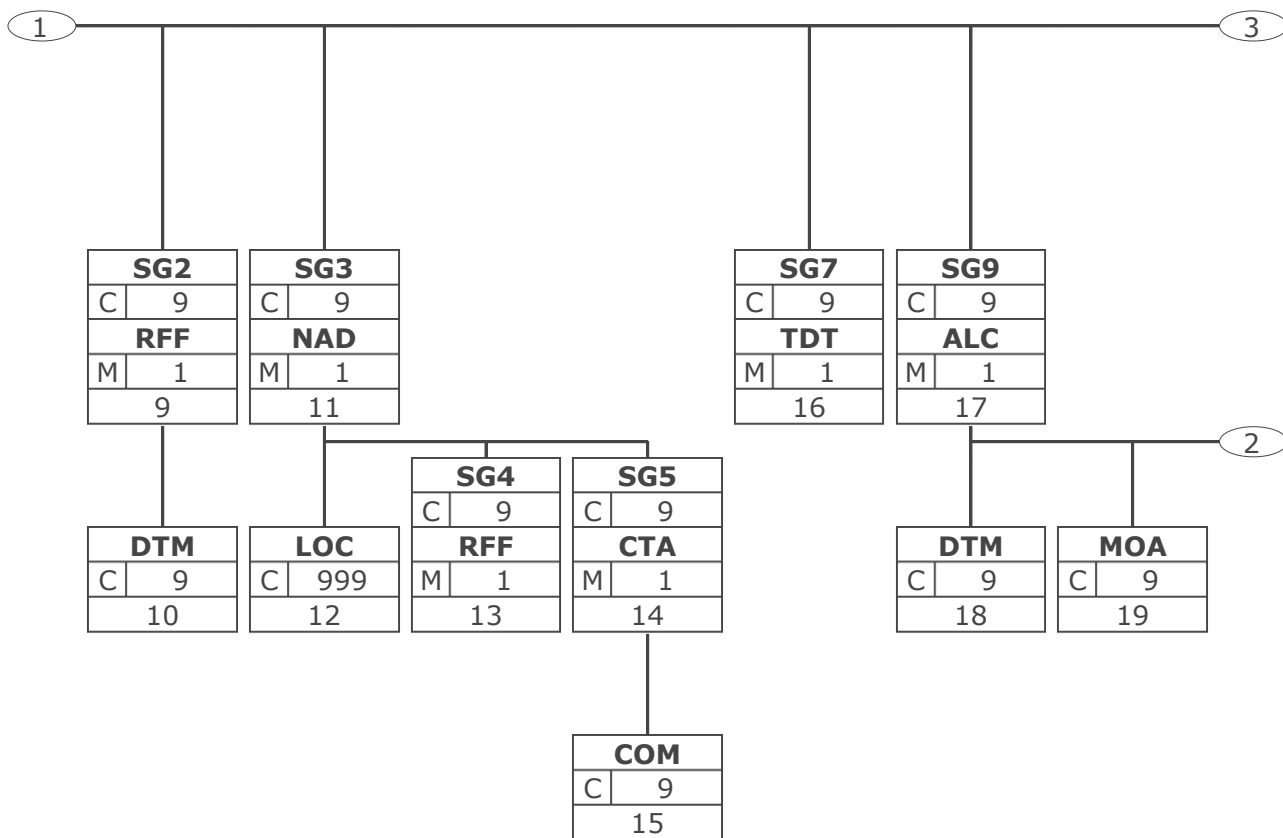 1
3
SG2
C 9
RFF
M 1
9
SG3
C 9
NAD
M 1
11
SG7
C 9
TDT
M 1
16
SG9
C 9
ALC
M 1
17
2
SG4
C 9
RFF
M 1
13
SG5
C 9
CTA
M 1
14
DTM
C 9
10
LOC
C 999
12
DTM
C 9
18
MOA
C 9
19
COM
C 9
15